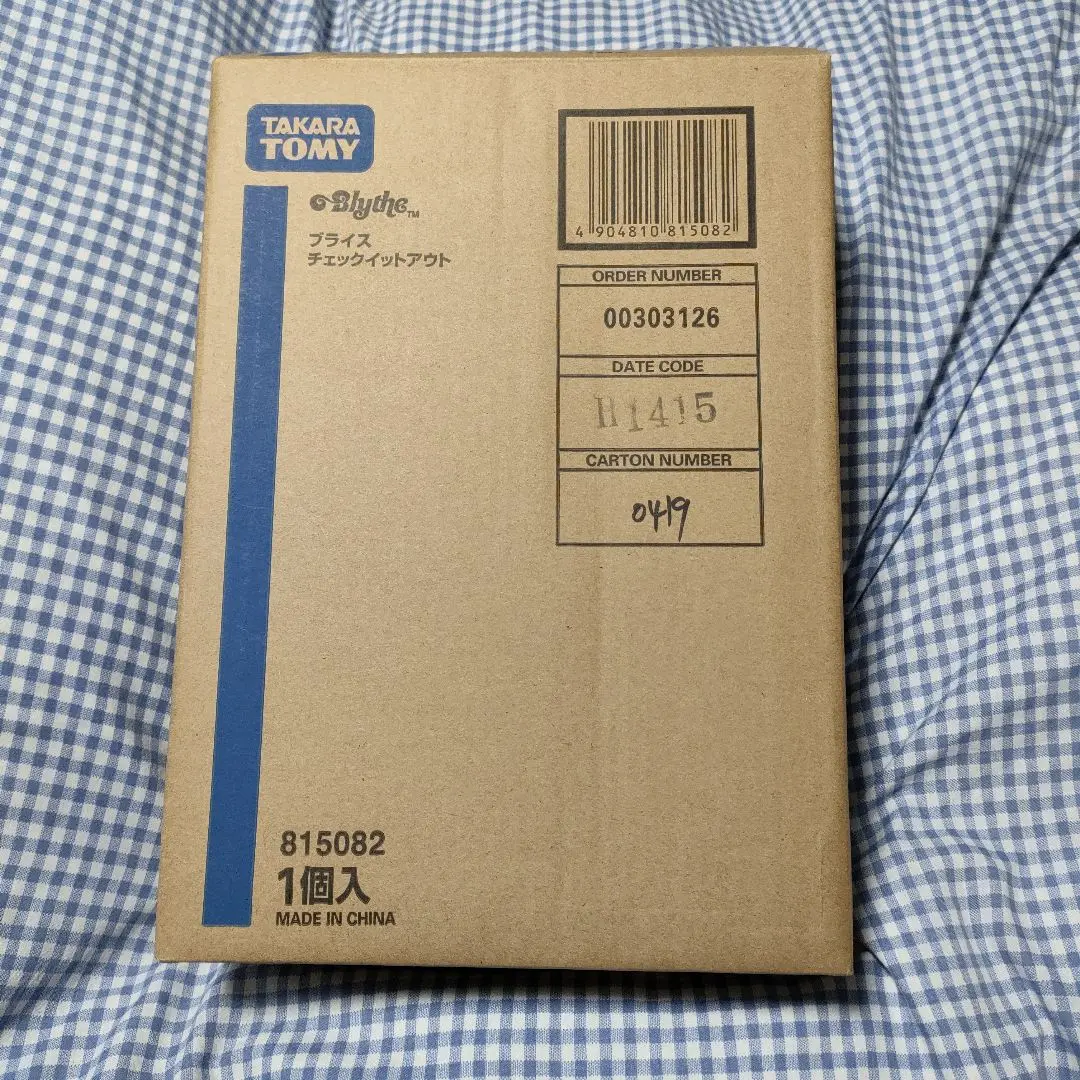 TAKARA
TOMY
Blythe™
ブライス
チェックイットアウト
4 904810 815082
ORDER NUMBER
00303126
DATE CODE
H1415
CARTON NUMBER
0419
815082
1個入
MADE IN CHINA